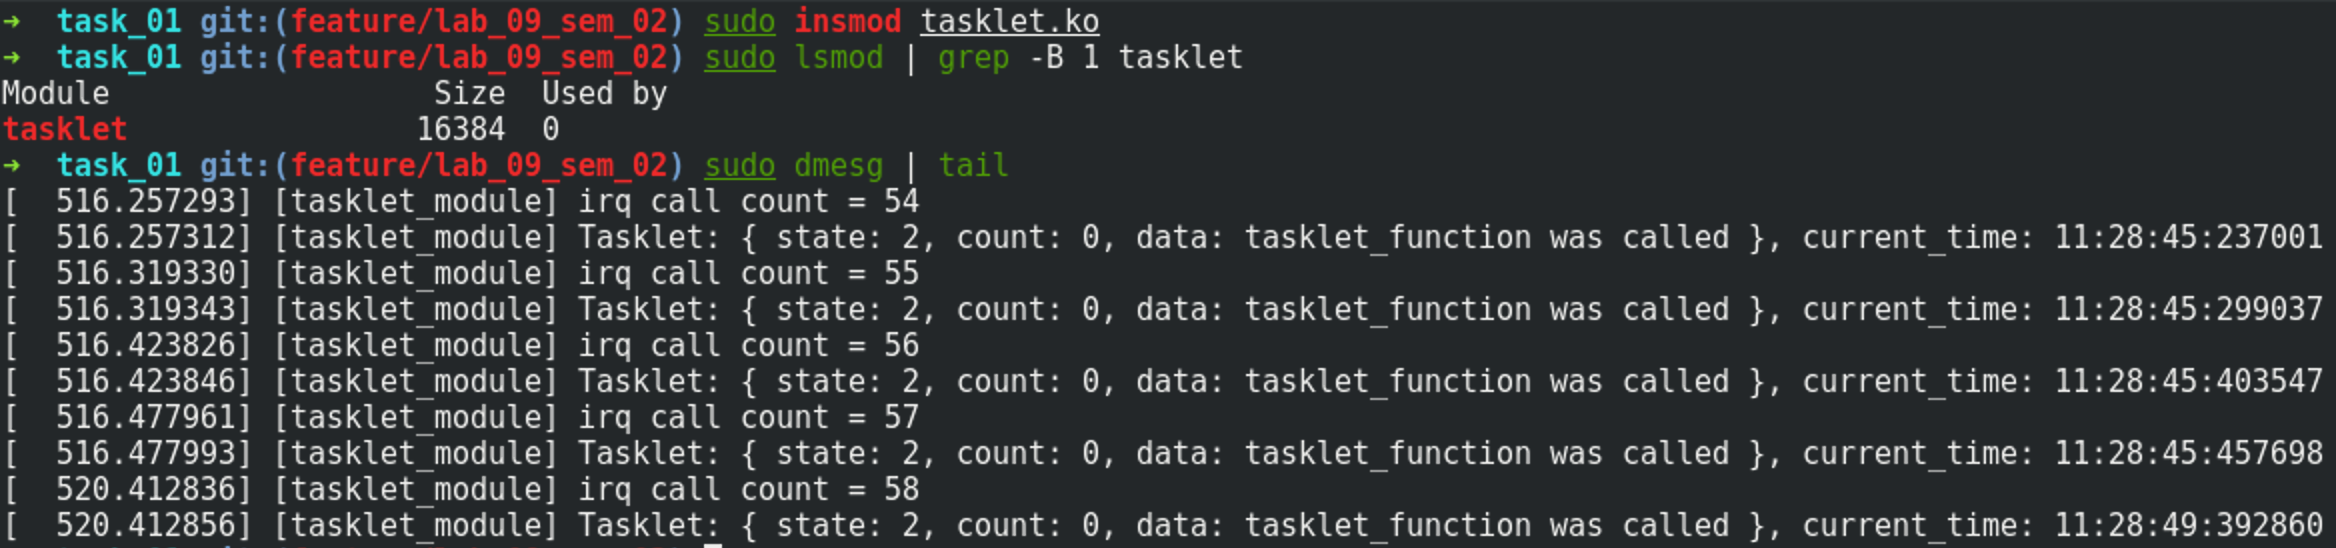 ➜  task_01 git:(feature/lab_09_sem_02) sudo insmod tasklet.ko
➜  task_01 git:(feature/lab_09_sem_02) sudo lsmod | grep -B 1 tasklet
Module                  Size  Used by
tasklet                16384  0
➜  task_01 git:(feature/lab_09_sem_02) sudo dmesg | tail
[  516.257293] [tasklet_module] irq call count = 54
[  516.257312] [tasklet_module] Tasklet: { state: 2, count: 0, data: tasklet_function was called }, current_time: 11:28:45:237001
[  516.319330] [tasklet_module] irq call count = 55
[  516.319343] [tasklet_module] Tasklet: { state: 2, count: 0, data: tasklet_function was called }, current_time: 11:28:45:299037
[  516.423826] [tasklet_module] irq call count = 56
[  516.423846] [tasklet_module] Tasklet: { state: 2, count: 0, data: tasklet_function was called }, current_time: 11:28:45:403547
[  516.477961] [tasklet_module] irq call count = 57
[  516.477993] [tasklet_module] Tasklet: { state: 2, count: 0, data: tasklet_function was called }, current_time: 11:28:45:457698
[  520.412836] [tasklet_module] irq call count = 58
[  520.412856] [tasklet_module] Tasklet: { state: 2, count: 0, data: tasklet_function was called }, current_time: 11:28:49:392860